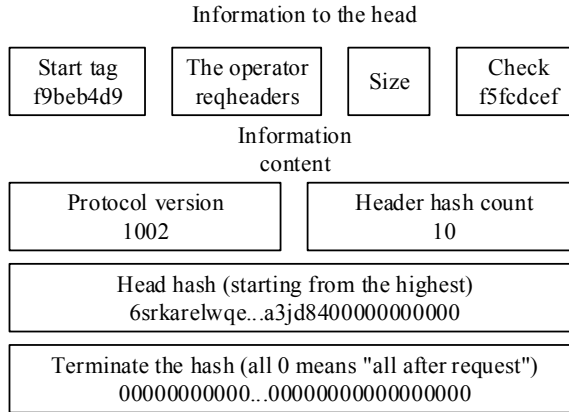 Information to the head
Start tag
f9beb4d9
The operator
reqheaders
Size
Check
f5fcdcef
Information
content
Protocol version
1002
Header hash count
10
Head hash (starting from the highest)
6srkarelwqe...a3jd8400000000000
Terminate the hash (all 0 means "all after request")
00000000000...00000000000000000